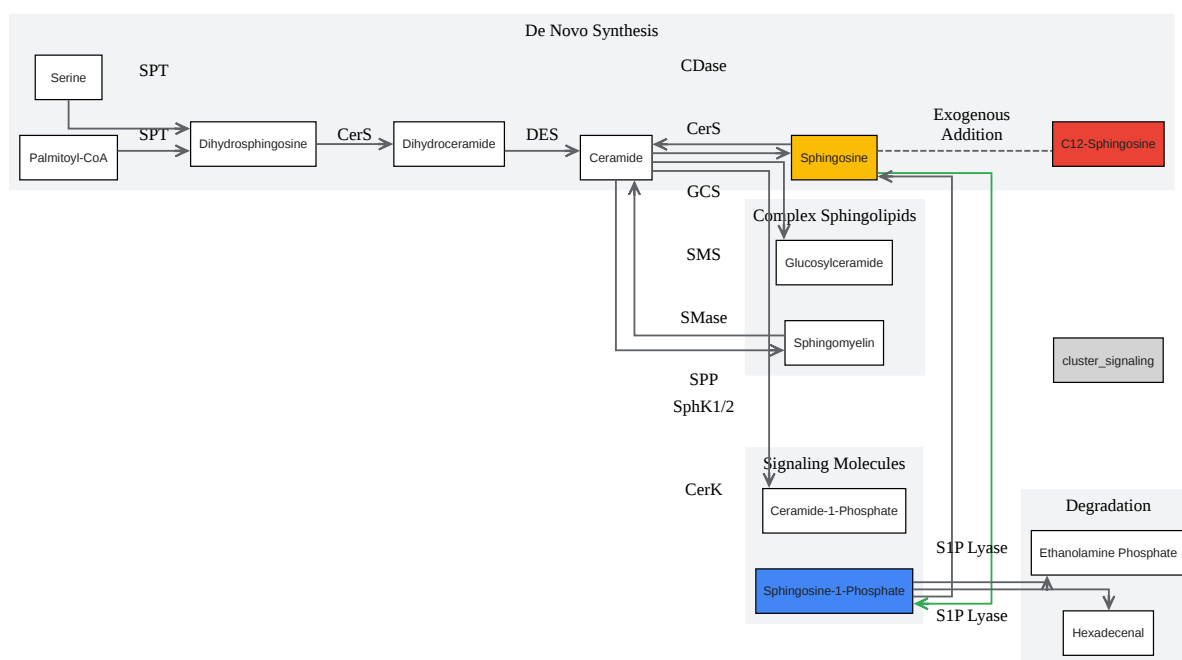 De Novo Synthesis
Serine
SPT
CDase
Palmitoyl-CoA
SPT
Dihydrosphingosine
CerS
Dihydroceramide
DES
Ceramide
CerS
Sphingosine
Exogenous
Addition
C12-Sphingosine
GCS
Complex Sphingolipids
SMS
Glucosylceramide
SMase
Sphingomyelin
cluster_signaling
SPP
SphK1/2
Signaling Molecules
CerK
Ceramide-1-Phosphate
Degradation
S1P Lyase
Ethanolamine Phosphate
Sphingosine-1-Phosphate
S1P Lyase
Hexadecenal